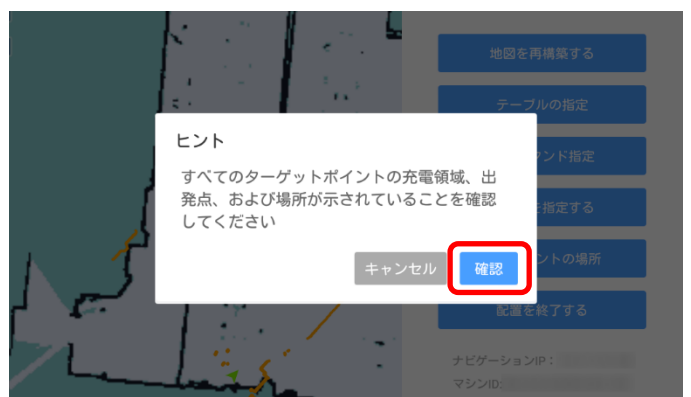 地図を再構築する
テーブルの指定
ンド指定
指定する
ントの場所
配置を終了する
ナビゲーションIP：
マシンID:
ヒント
すべてのターゲットポイントの充電領域、出
発点、および場所が示されていることを確認
してください
キャンセル
確認